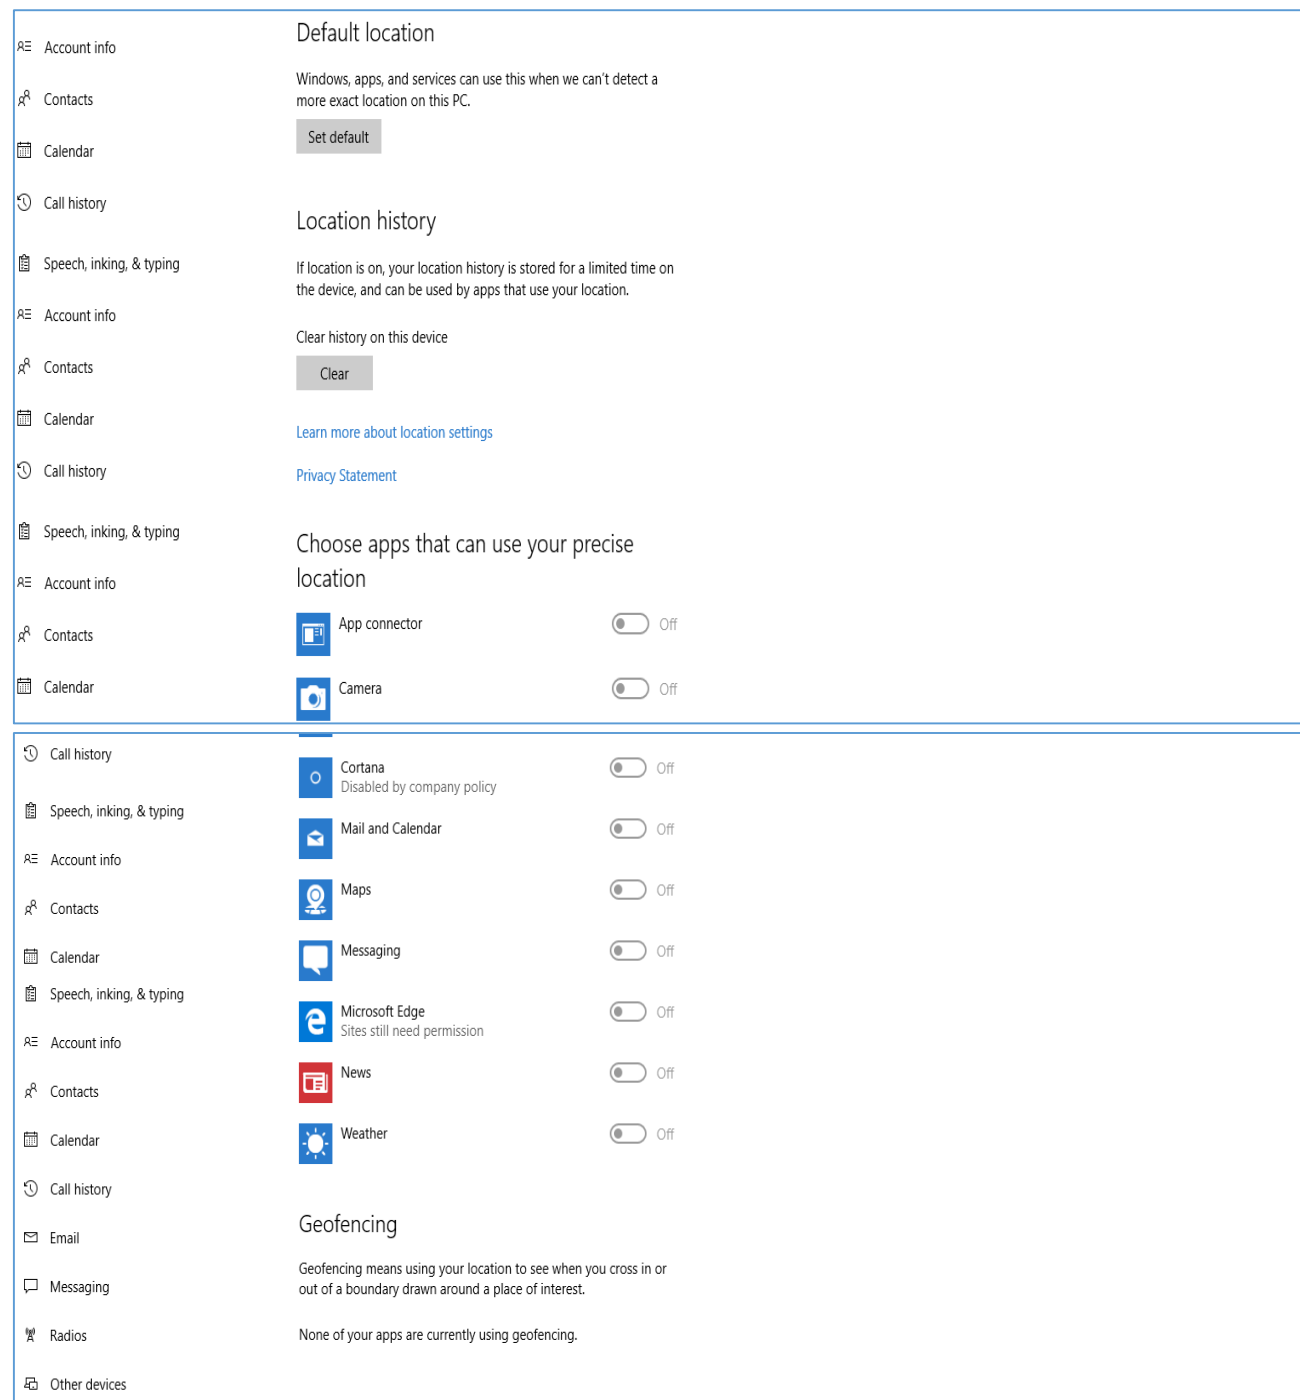 Account info
Contacts
Calendar
Call history
Speech, inking, & typing
Account info
Contacts
Calendar
Call history
Speech, inking, & typing
Account info
Contacts
Calendar
Default location
Windows, apps, and services can use this when we can't detect a
more exact location on this PC.
Set default
Location history
If location is on, your location history is stored for a limited time on
the device, and can be used by apps that use your location.
Clear history on this device
Clear
Learn more about location settings
Privacy Statement
Choose apps that can use your precise
location
App connector Off
Camera Off
Call history
Speech, inking, & typing
Account info
Contacts
Calendar
Speech, inking, & typing
Account info
Contacts
Calendar
Call history
Email
Messaging
Radios
Other devices
Cortana Off
Disabled by company policy
Mail and Calendar Off
Maps Off
Messaging Off
Microsoft Edge Off
Sites still need permission
News Off
Weather Off
Geofencing
Geofencing means using your location to see when you cross in or
out of a boundary drawn around a place of interest.
None of your apps are currently using geofencing.